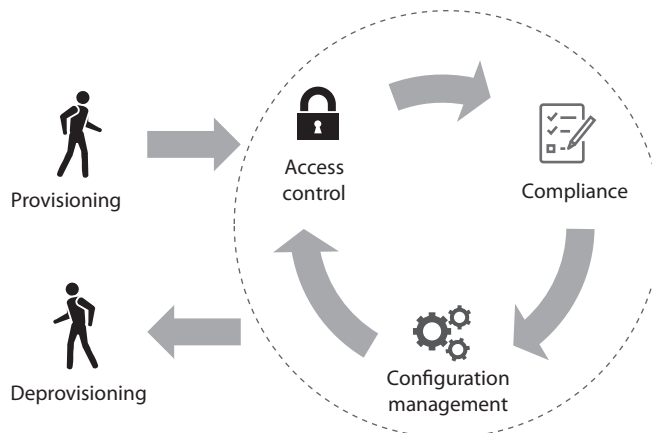 Access
control
Compliance
Provisioning
Deprovisioning
Configuration
management